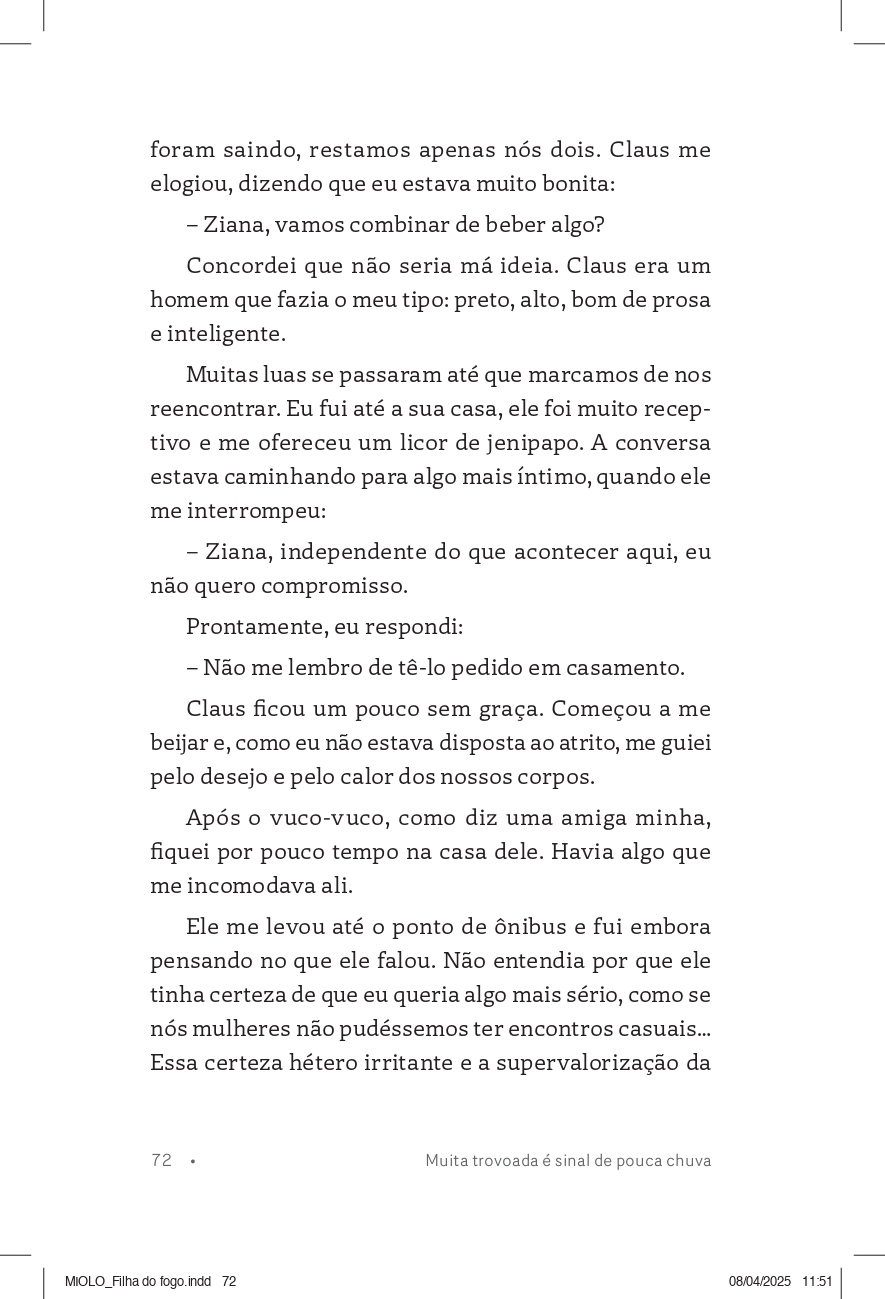 foram saindo, restamos apenas nós dois. Claus me
elogiou, dizendo que eu estava muito bonita:
– Ziana, vamos combinar de beber algo?
Concordei que não seria má ideia. Claus era um
homem que fazia o meu tipo: preto, alto, bom de prosa
e inteligente.
Muitas luas se passaram até que marcamos de nos
reencontrar. Eu fui até a sua casa, ele foi muito recep-
tivo e me ofereceu um licor de jenipapo. A conversa
estava caminhando para algo mais íntimo, quando ele
me interrompeu:
– Ziana, independente do que acontecer aqui, eu
não quero compromisso.
Prontamente, eu respondi:
– Não me lembro de tê-lo pedido em casamento.
Claus ficou um pouco sem graça. Começou a me
beijar e, como eu não estava disposta ao atrito, me guiei
pelo desejo e pelo calor dos nossos corpos.
Após o vuco-vuco, como diz uma amiga minha,
fiquei por pouco tempo na casa dele. Havia algo que
me incomodava ali.
Ele me levou até o ponto de ônibus e fui embora
pensando no que ele falou. Não entendia por que ele
tinha certeza de que eu queria algo mais sério, como se
nós mulheres não pudéssemos ter encontros casuais...
Essa certeza hétero irritante e a supervalorização da
72 • Muita trovoada é sinal de pouca chuva
MIOLO_Filha do fogo.indd 72 08/04/2025 11:51